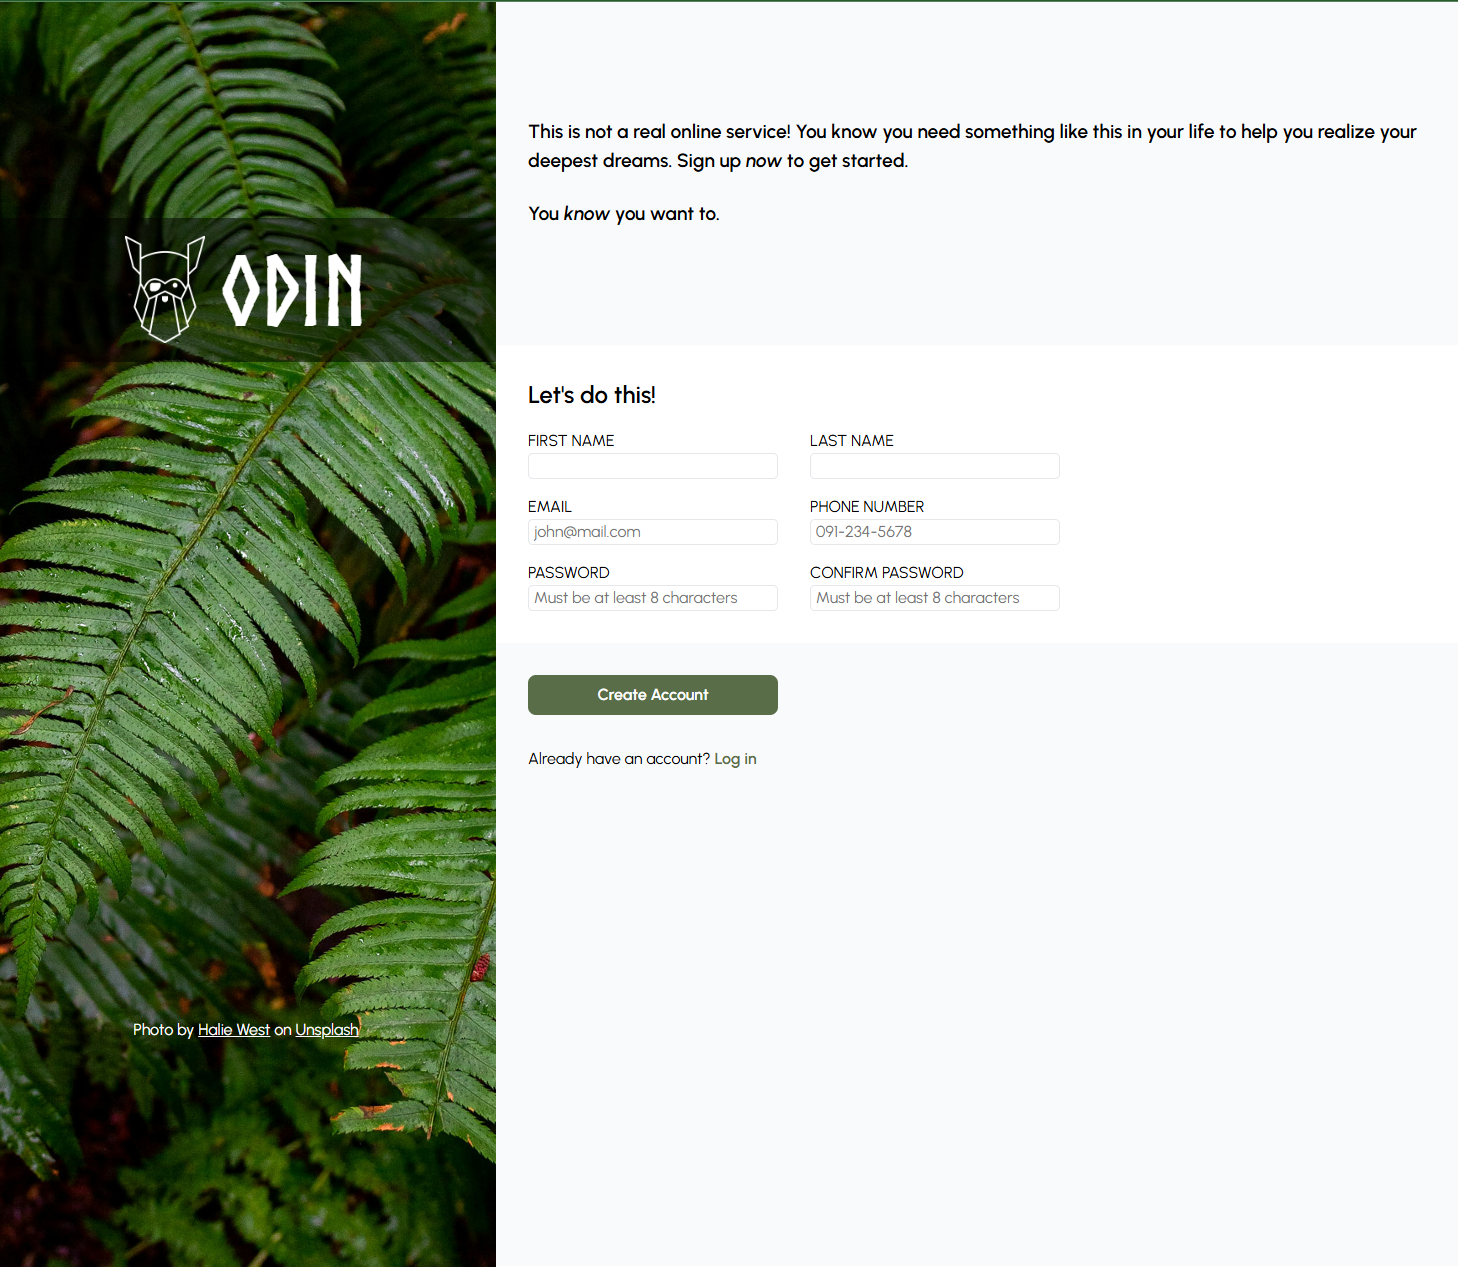 ODIN
Photo by Halie West on Unsplash
This is not a real online service! You know you need something like this in your life to help you realize your
deepest dreams. Sign up now to get started.
You know you want to.
Let's do this!
FIRST NAME
LAST NAME
EMAIL
john@mail.com
PHONE NUMBER
091-234-5678
PASSWORD
Must be at least 8 characters
CONFIRM PASSWORD
Must be at least 8 characters
Create Account
Already have an account? Log in